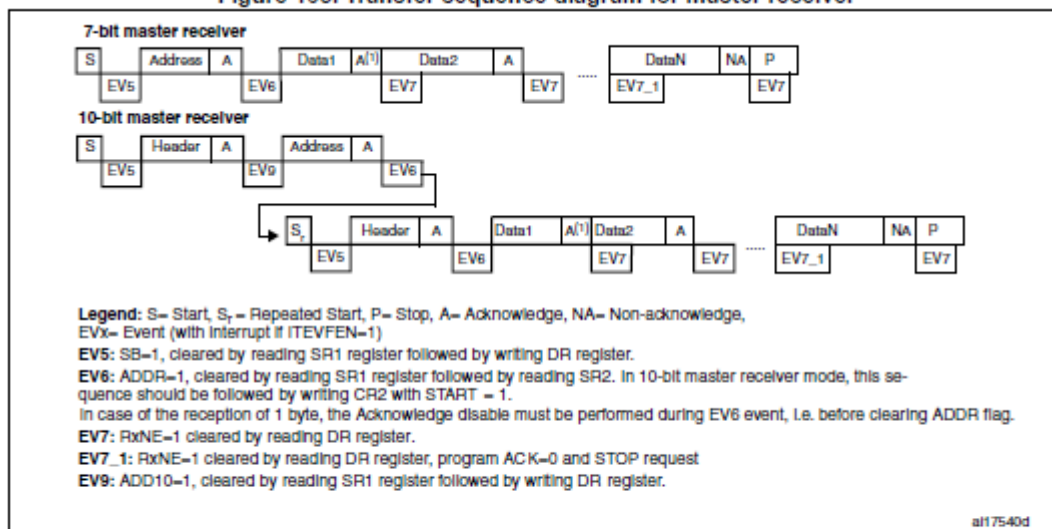 Figure 163. Transfer sequence diagram for master receiver
7-bit master receiver
S Address A Data1 A(1) Data2 A ..... DataN NA P
EV5 EV6 EV7 EV7 EV7_1 EV7
10-bit master receiver
S Header A Address A
EV5 EV9 EV6
Sr Header A Data1 A(1) Data2 A ..... DataN NA P
EV5 EV6 EV7 EV7 EV7_1 EV7
Legend: S= Start, Sr = Repeated Start, P= Stop, A= Acknowledge, NA= Non-acknowledge,
EVx= Event (with interrupt if ITEVFEN=1)
EV5: SB=1, cleared by reading SR1 register followed by writing DR register.
EV6: ADDR=1, cleared by reading SR1 register followed by reading SR2. In 10-bit master receiver mode, this se-
quence should be followed by writing CR2 with START = 1.
In case of the reception of 1 byte, the Acknowledge disable must be performed during EV6 event, i.e. before clearing ADDR flag.
EV7: RxNE=1 cleared by reading DR register.
EV7_1: RxNE=1 cleared by reading DR register, program ACK=0 and STOP request
EV9: ADD10=1, cleared by reading SR1 register followed by writing DR register.
ai17540d